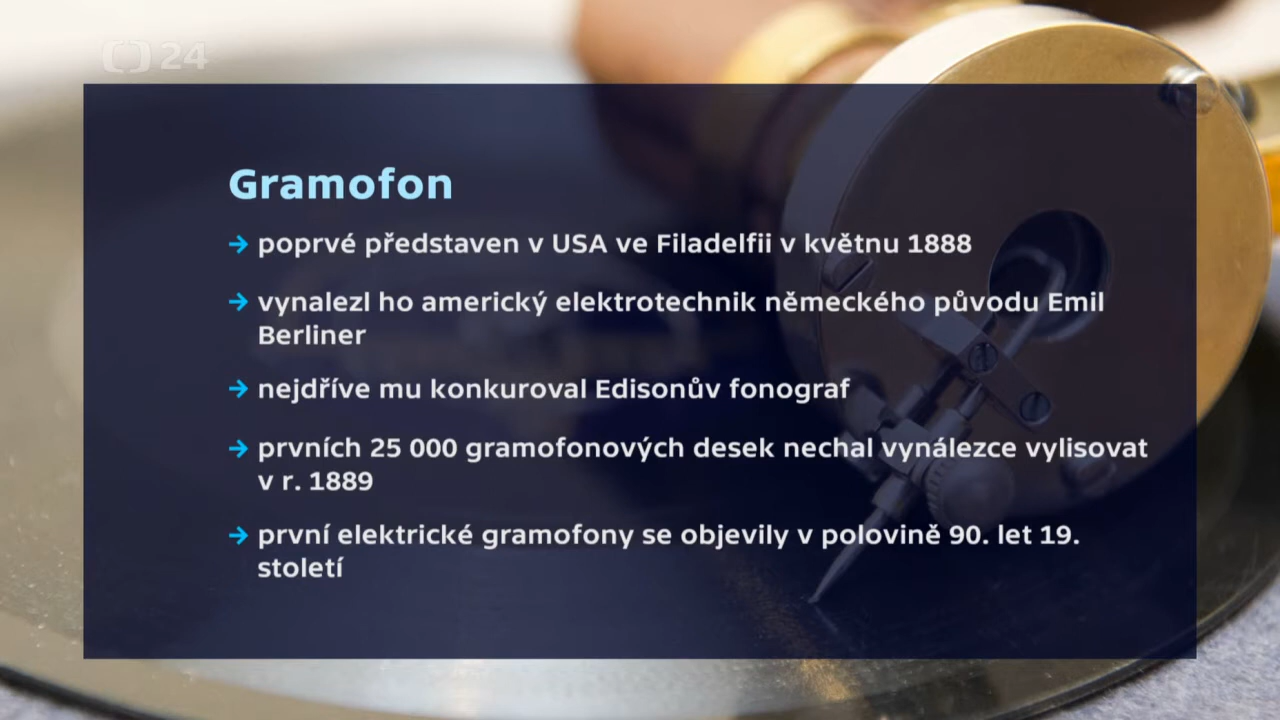 24
Gramofon
→ poprvé představen v USA ve Filadelfii v květnu 1888
→ vynalezl ho americký elektrotechnik německého původu Emil
Berliner
→ nejdříve mu konkuroval Edisonův fonograf
→ prvních 25 000 gramofonových desek nechal vynálezce vylisovat
v r. 1889
→ první elektrické gramofony se objevily v polovině 90. let 19.
století